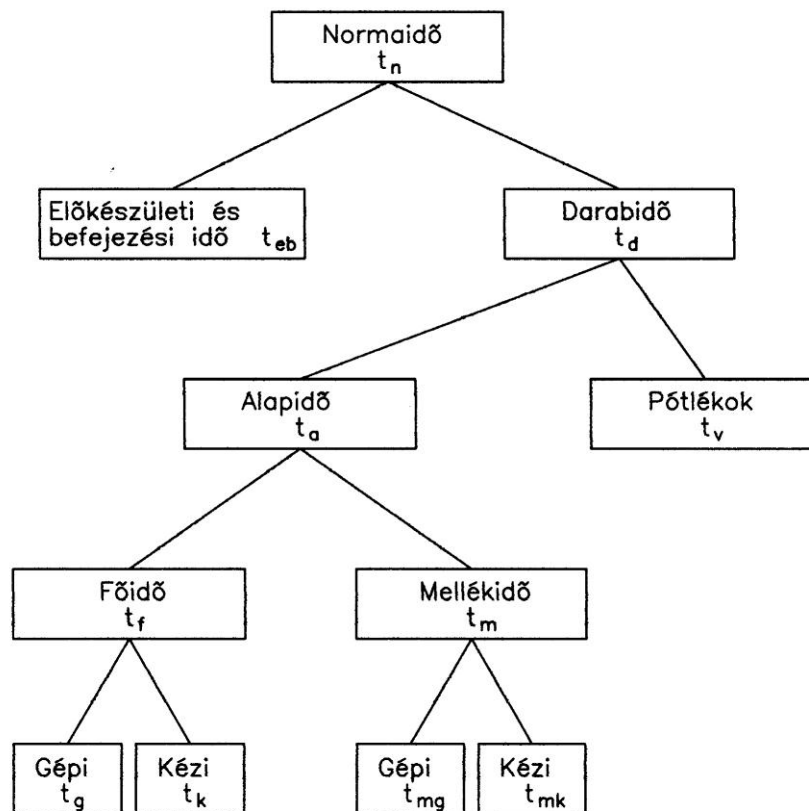 Normaidõ
t_n
Elõkészületi és
befejezési idõ t_eb
Darabidõ
t_d
Alapidõ
t_a
Pótlékok
t_v
Fõidõ
t_f
Mellékidõ
t_m
Gépi
t_g
Kézi
t_k
Gépi
t_mg
Kézi
t_mk